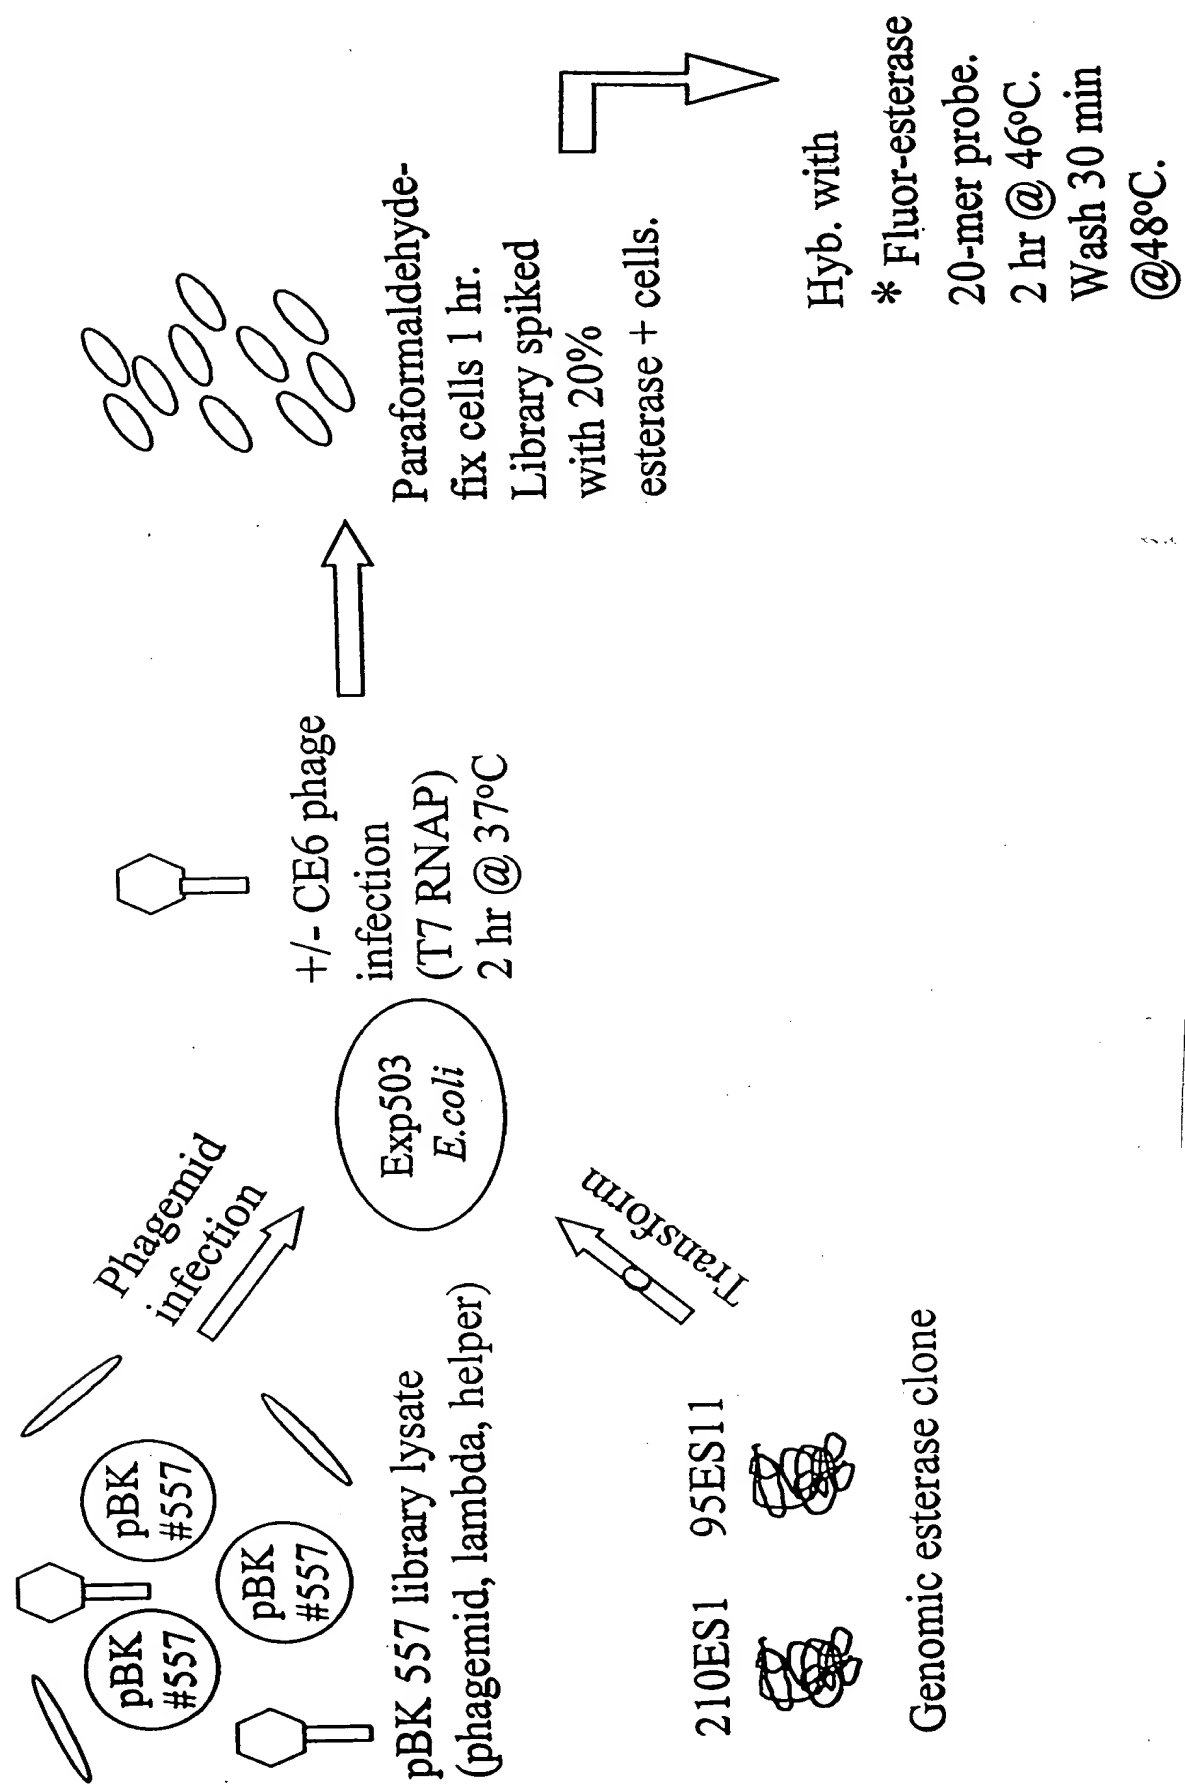 pBK
#557
pBK
#557
pBK
#557
pBK 557 library lysate
(phagemid, lambda, helper)
Phagemid
infection
210ES1 95ES11
Genomic esterase clone
Transform
Exp503
E.coli
+/- CE6 phage
infection
(T7 RNAP)
2 hr @ 37°C
Paraformaldehyde-
fix cells 1 hr.
Library spiked
with 20%
esterase + cells.
Hyb. with
* Fluor-esterase
20-mer probe.
2 hr @ 46°C.
Wash 30 min
@48°C.